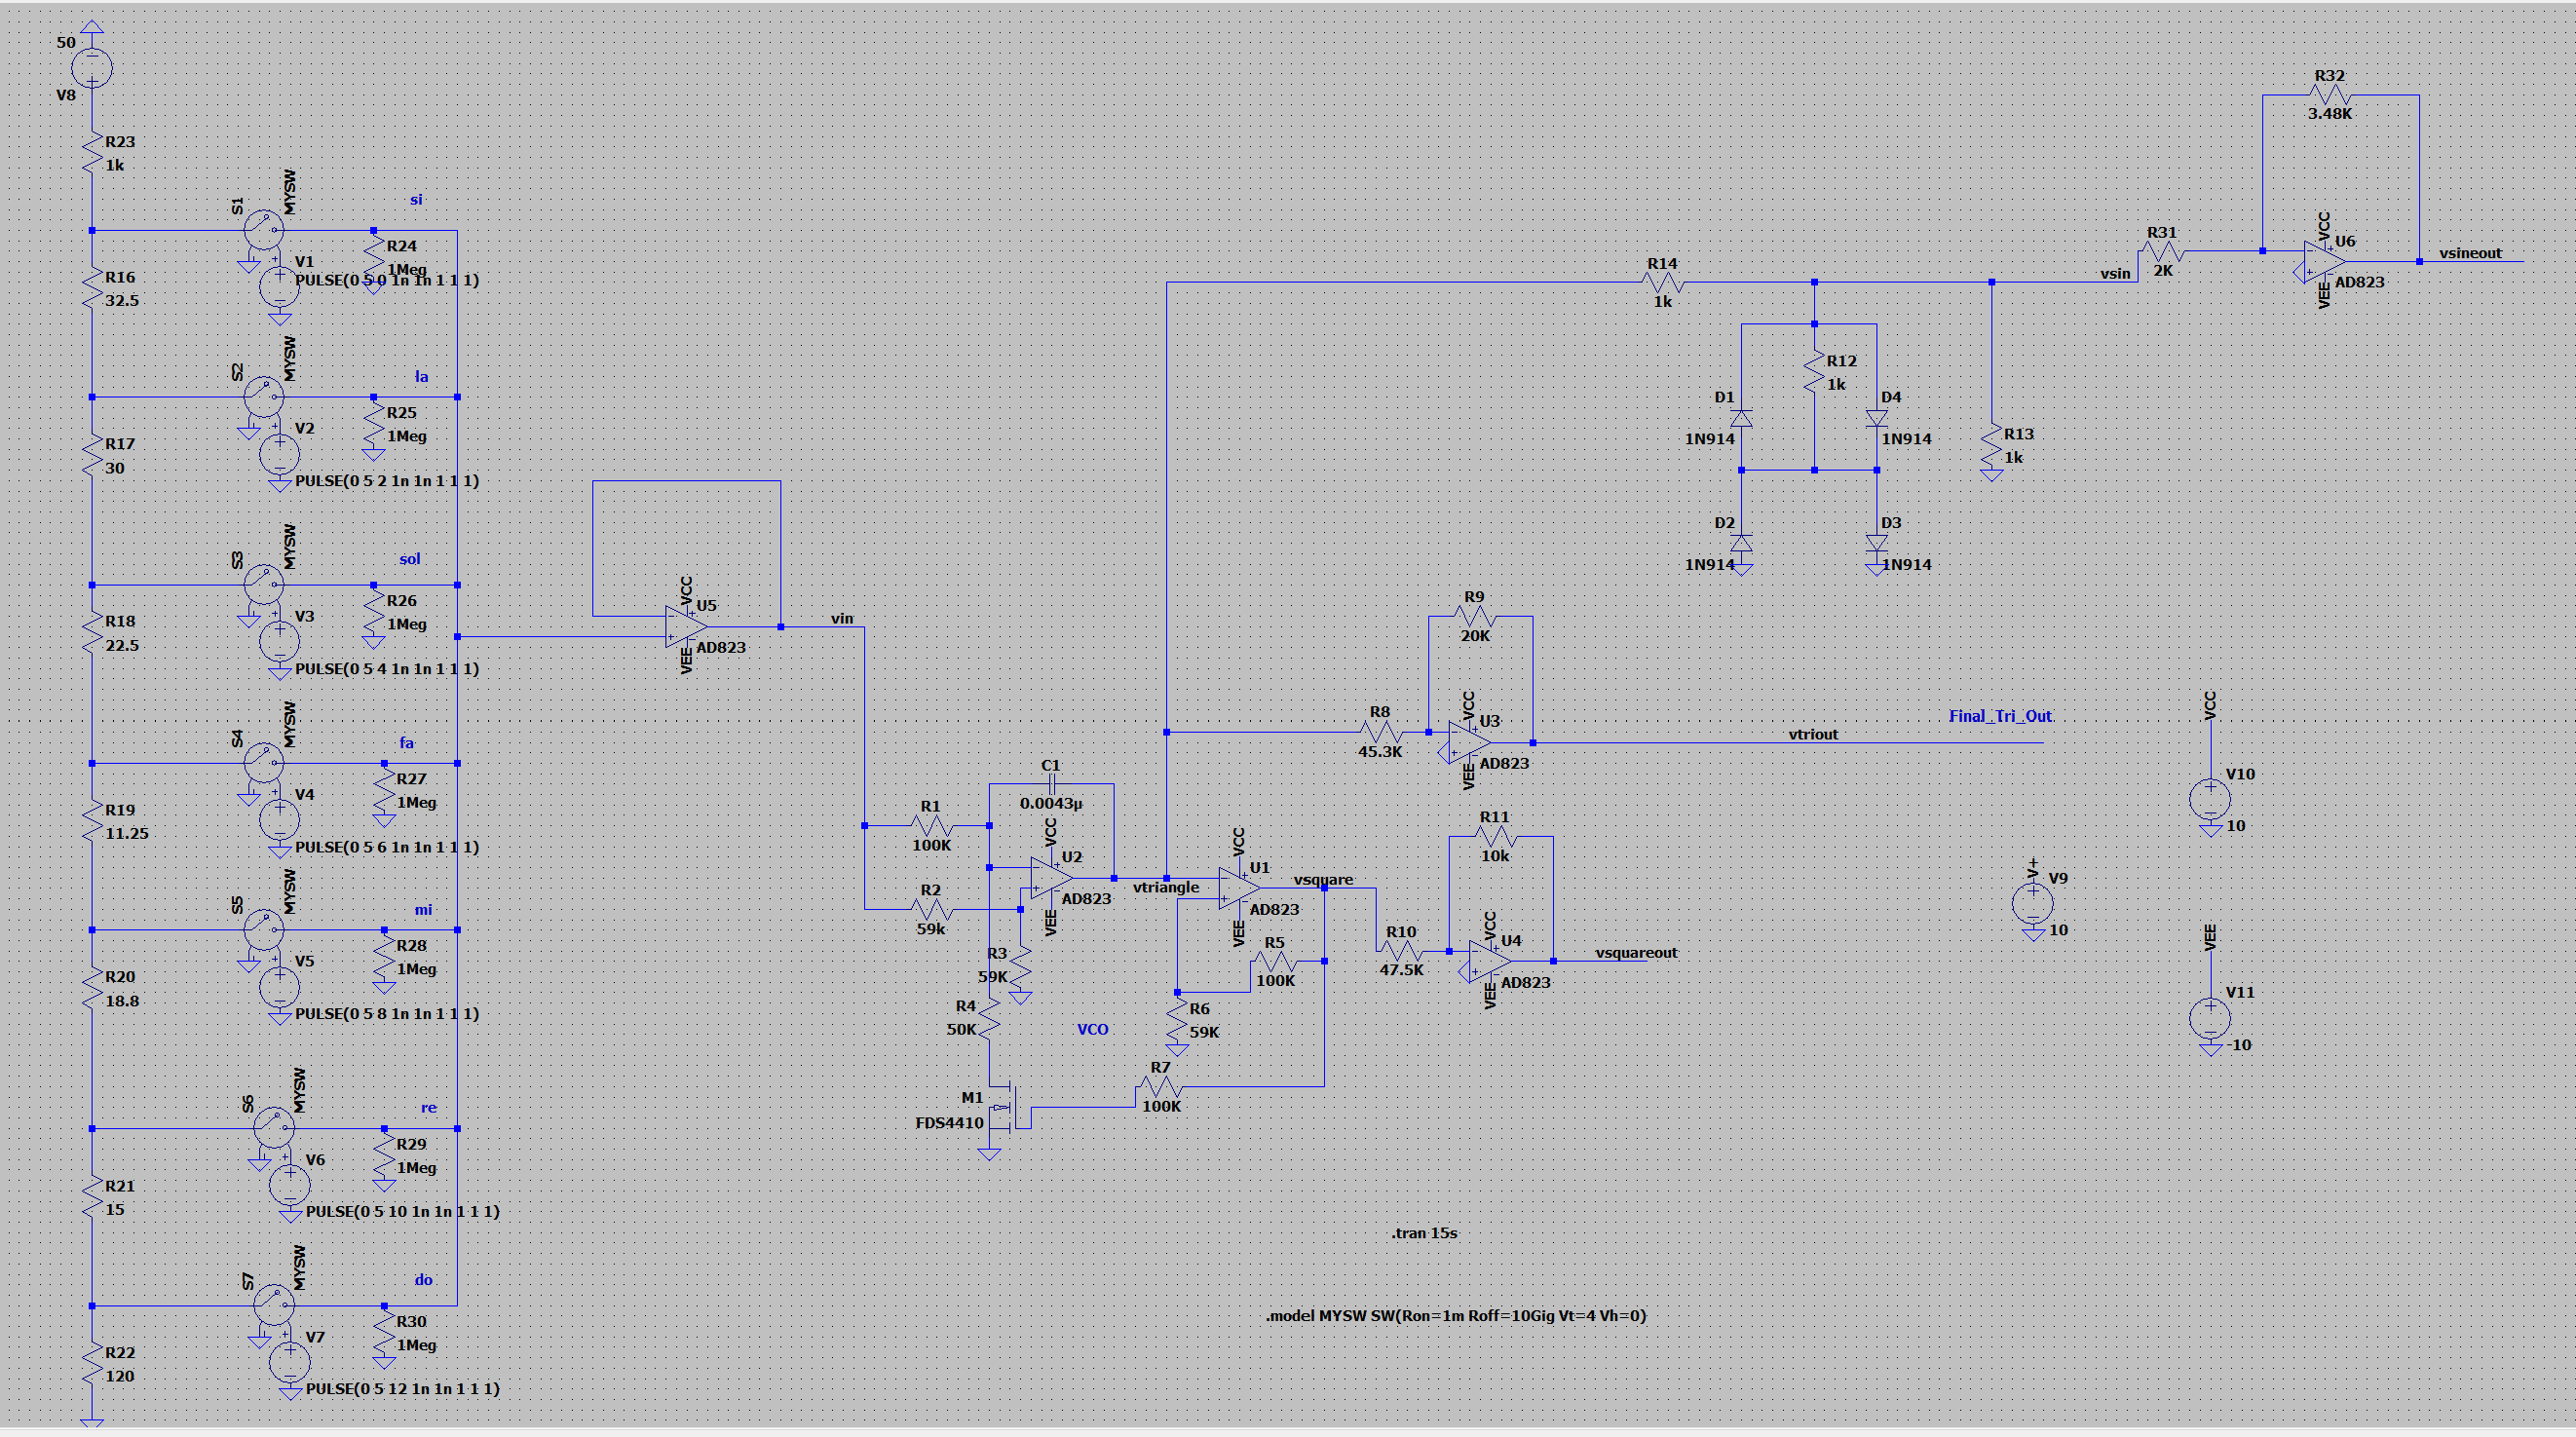 50
V8
R23
1k
S1
MYSW
si
R24
1Meg
V1
PULSE(0 5 0 1n 1n 1 1 1)
R16
32.5
S2
MYSW
la
R25
1Meg
V2
PULSE(0 5 2 1n 1n 1 1 1)
R17
30
S3
MYSW
sol
R26
1Meg
V3
PULSE(0 5 4 1n 1n 1 1 1)
R18
22.5
S4
MYSW
fa
R27
1Meg
V4
PULSE(0 5 6 1n 1n 1 1 1)
R19
11.25
S5
MYSW
mi
R28
1Meg
V5
PULSE(0 5 8 1n 1n 1 1 1)
R20
18.8
S6
MYSW
re
R29
1Meg
V6
PULSE(0 5 10 1n 1n 1 1 1)
R21
15
S7
MYSW
do
R30
1Meg
V7
PULSE(0 5 12 1n 1n 1 1 1)
R22
120
VCC
U5
VEE
AD823
vin
R1
100K
R2
59k
C1
0.0043µ
VCC
U2
VEE
AD823
R3
59K
R4
50K
M1
FDS4410
VCO
vtriangle
VCC
U1
VEE
AD823
vsquare
R5
100K
R6
59K
R7
100K
R8
45.3K
R9
20K
VCC
U3
VEE
AD823
vtriout
Final_Tri_Out
R10
47.5K
R11
10k
VCC
U4
VEE
AD823
vsquareout
R14
1k
R12
1k
D1
1N914
D4
1N914
D2
1N914
D3
1N914
R13
1k
vsin
R31
2K
R32
3.48K
VCC
U6
VEE
AD823
vsineout
VCC
V10
10
V+
V9
10
VEE
V11
-10
.tran 15s
.model MYSW SW(Ron=1m Roff=10Gig Vt=4 Vh=0)